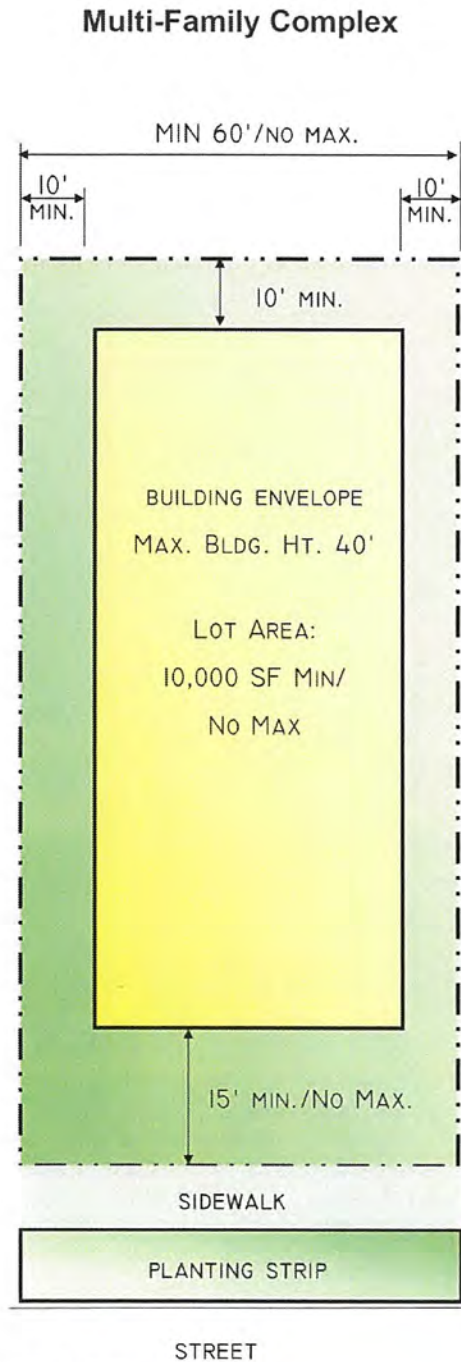 Multi-Family Complex
MIN 60'/NO MAX.
10'
MIN.
10'
MIN.
10' MIN.
BUILDING ENVELOPE
MAX. BLDG. HT. 40'
LOT AREA:
10,000 SF MIN/
NO MAX
15' MIN./NO MAX.
SIDEWALK
PLANTING STRIP
STREET